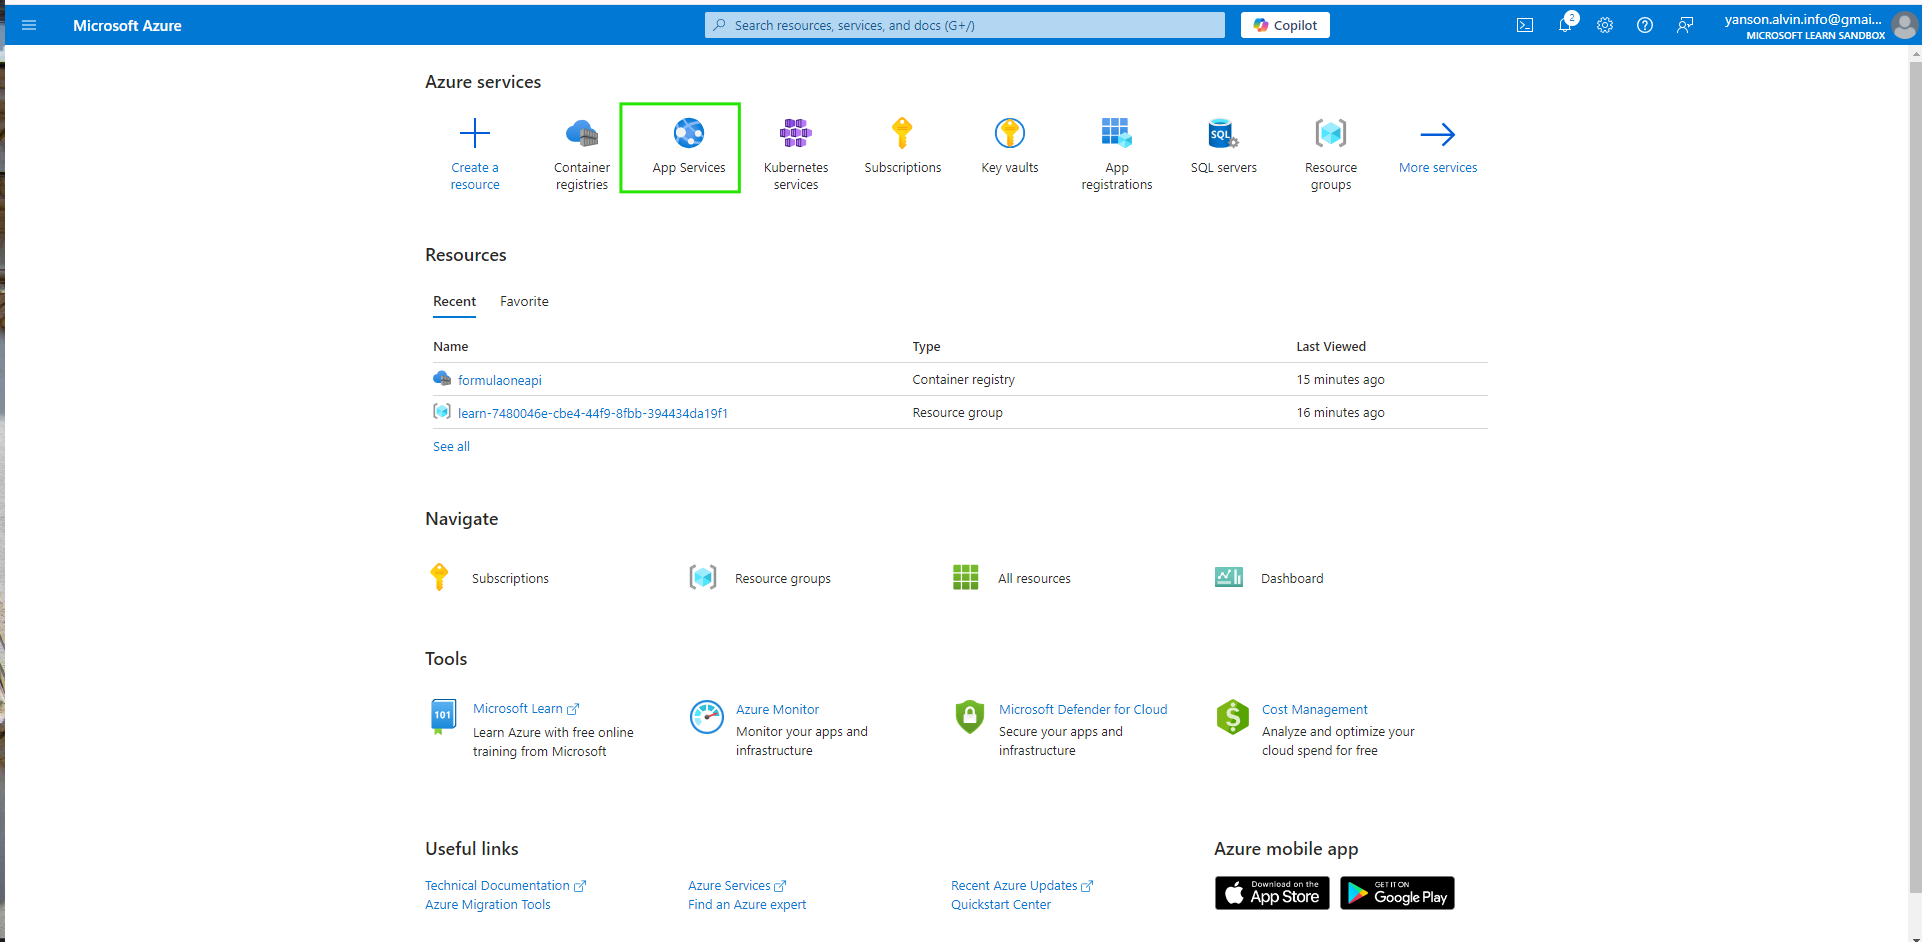 Microsoft Azure
Search resources, services, and docs (G+/)
Copilot
2
yanson.alvin.info@gmai...
MICROSOFT LEARN SANDBOX
Azure services
Create a resource
Container registries
App Services
Kubernetes services
Subscriptions
Key vaults
App registrations
SQL
SQL servers
Resource groups
More services
Resources
Recent Favorite
Name Type Last Viewed
formulaoneapi Container registry 15 minutes ago
learn-7480046e-cbe4-44f9-8fbb-394434da19f1 Resource group 16 minutes ago
See all
Navigate
Subscriptions Resource groups All resources Dashboard
Tools
101
Microsoft Learn
Learn Azure with free online
training from Microsoft
Azure Monitor
Monitor your apps and
infrastructure
Microsoft Defender for Cloud
Secure your apps and
infrastructure
$
Cost Management
Analyze and optimize your
cloud spend for free
Useful links
Technical Documentation Azure Services Recent Azure Updates
Azure Migration Tools Find an Azure expert Quickstart Center
Azure mobile app
Download on the
App Store
GET IT ON
Google Play